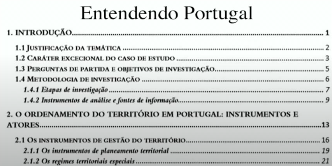 Entendendo Portugal
1. INTRODUÇÃO........................................................ 1
1.1 JUSTIFICAÇÃO DA TEMÁTICA........................................................ 2
1.2 CARÁTER EXCECIONAL DO CASO DE ESTUDO........................................................ 3
1.3 PERGUNTAS DE PARTIDA E OBJETIVOS DE INVESTIGAÇÃO........................................................ 5
1.4 METODOLOGIA DE INVESTIGAÇÃO........................................................ 6
1.4.1 Etapas de investigação........................................................ 7
1.4.2 Instrumentos de análise e fontes de informação........................................................ 9
2. O ORDENAMENTO DO TERRITÓRIO EM PORTUGAL: INSTRUMENTOS E
ATORES........................................................13
2.1 OS INSTRUMENTOS DE GESTÃO DO TERRITÓRIO........................................................ 16
2.1.1 Os instrumentos de planeamento territorial........................................................ 19
2.1.2 Os regimes territoriais especiais........................................................ 21